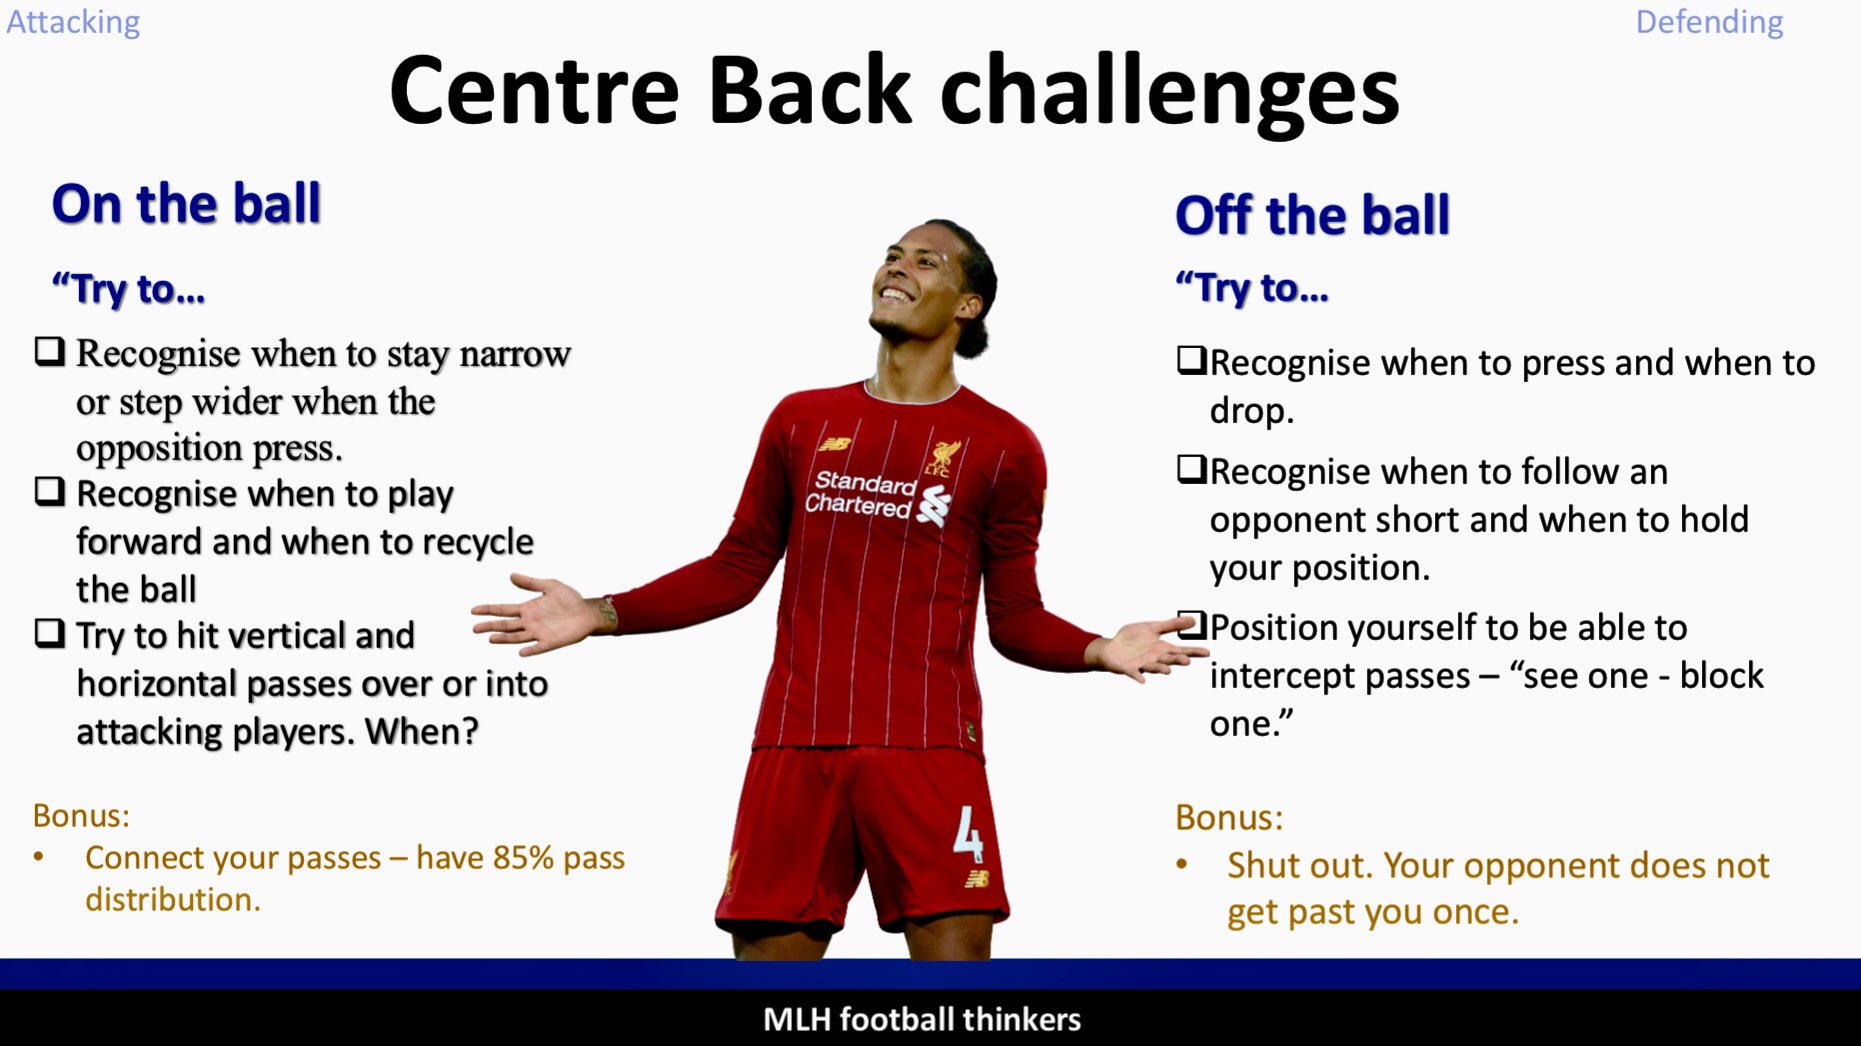 Attacking
Defending
Centre Back challenges
On the ball
“Try to...
❑ Recognise when to stay narrow
or step wider when the
opposition press.
❑ Recognise when to play
forward and when to recycle
the ball
❑ Try to hit vertical and
horizontal passes over or into
attacking players. When?
Bonus:
• Connect your passes – have 85% pass
distribution.
NB
LFC
Standard
Chartered
4
NB
Off the ball
“Try to...
❑Recognise when to press and when to
drop.
❑Recognise when to follow an
opponent short and when to hold
your position.
❑Position yourself to be able to
intercept passes – “see one - block
one.”
Bonus:
• Shut out. Your opponent does not
get past you once.
MLH football thinkers